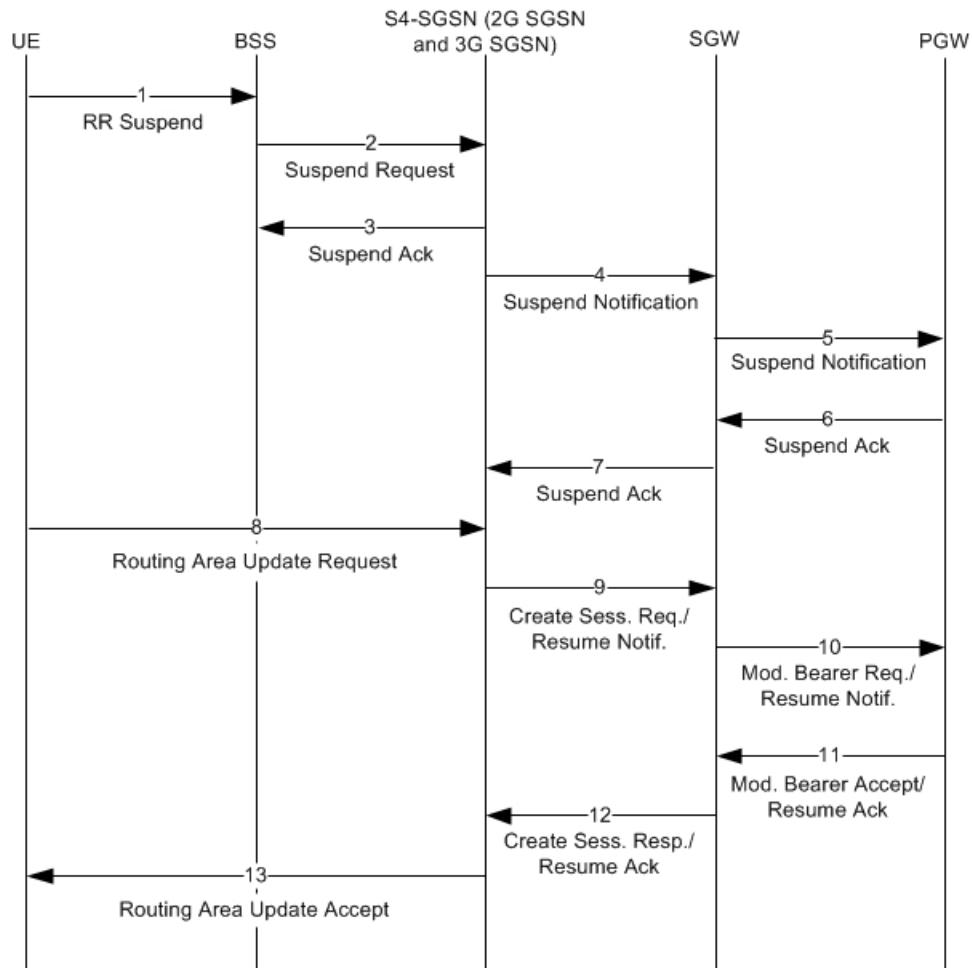 UE
BSS
S4-SGSN (2G SGSN
and 3G SGSN)
SGW
PGW
1
RR Suspend
2
Suspend Request
3
Suspend Ack
4
Suspend Notification
5
Suspend Notification
6
Suspend Ack
7
Suspend Ack
8
Routing Area Update Request
9
Create Sess. Req./
Resume Notif.
10
Mod. Bearer Req./
Resume Notif.
11
Mod. Bearer Accept/
Resume Ack
12
Create Sess. Resp./
Resume Ack
13
Routing Area Update Accept